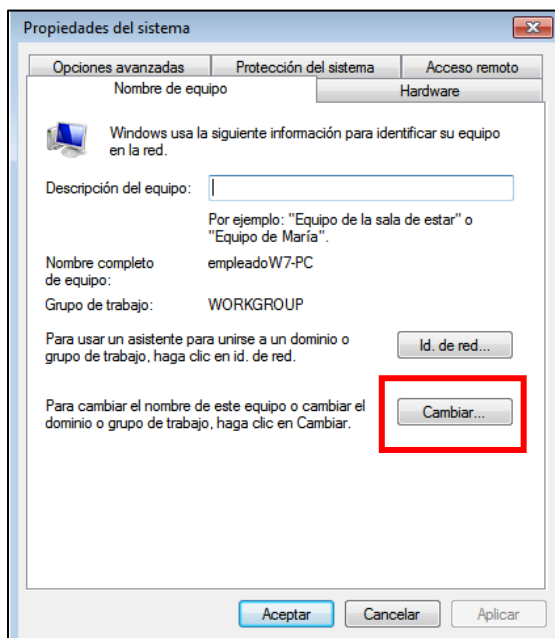 Propiedades del sistema
Opciones avanzadas
Protección del sistema
Acceso remoto
Nombre de equipo
Hardware
Windows usa la siguiente información para identificar su equipo
en la red.
Descripción del equipo:
Por ejemplo: "Equipo de la sala de estar" o
"Equipo de María".
Nombre completo
de equipo:
empleadoW7-PC
Grupo de trabajo:
WORKGROUP
Para usar un asistente para unirse a un dominio o
grupo de trabajo, haga clic en id. de red.
Id. de red...
Para cambiar el nombre de este equipo o cambiar el
dominio o grupo de trabajo, haga clic en Cambiar.
Cambiar...
Aceptar
Cancelar
Aplicar